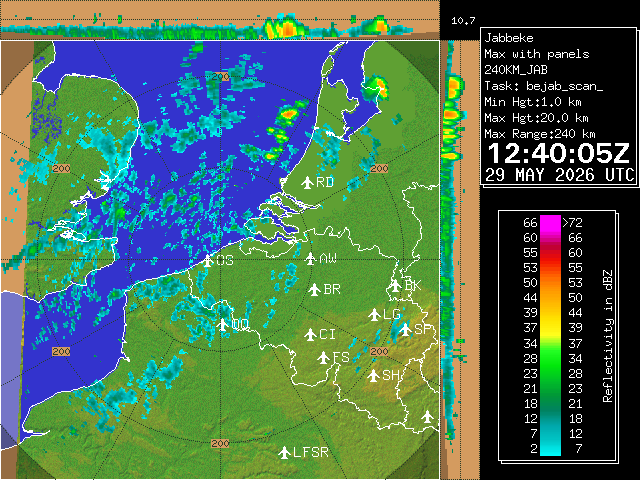 10.7
Jabbeke
Max with panels
240KM_JAB
Task: bejab_scan_
Min Hgt:1.0 km
Max Hgt:20.0 km
Max Range:240 km
12:40:05Z
29 MAY 2026 UTC
200
200
200
RD
OS
AW
BR
BK
LG
OO
CI
SP
200
FS
200
SH
200
LFSR
66 >72
60 66
55 60
53 55
50 53
44 50
39 44
37 39
34 37
28 34
24 28
21 23
18 21
12 18
7 12
2 7
Reflectivity in dBZ